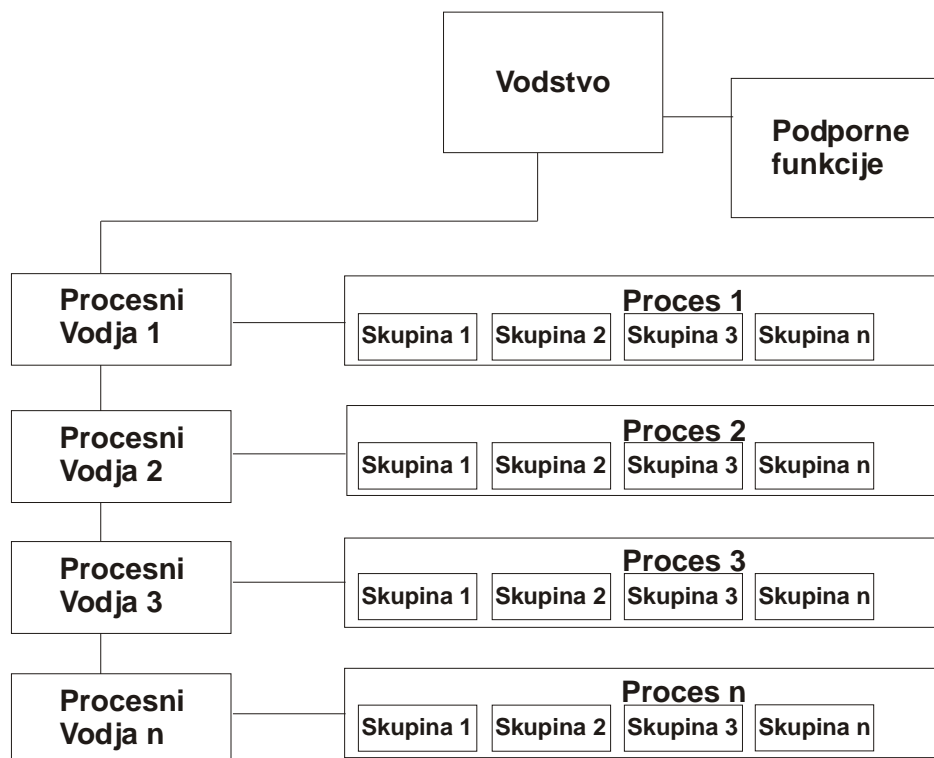 Vodstvo
Podporne
funkcije
Procesni
Vodja 1
Proces 1
Skupina 1 Skupina 2 Skupina 3 Skupina n
Procesni
Vodja 2
Proces 2
Skupina 1 Skupina 2 Skupina 3 Skupina n
Procesni
Vodja 3
Proces 3
Skupina 1 Skupina 2 Skupina 3 Skupina n
Procesni
Vodja n
Proces n
Skupina 1 Skupina 2 Skupina 3 Skupina n